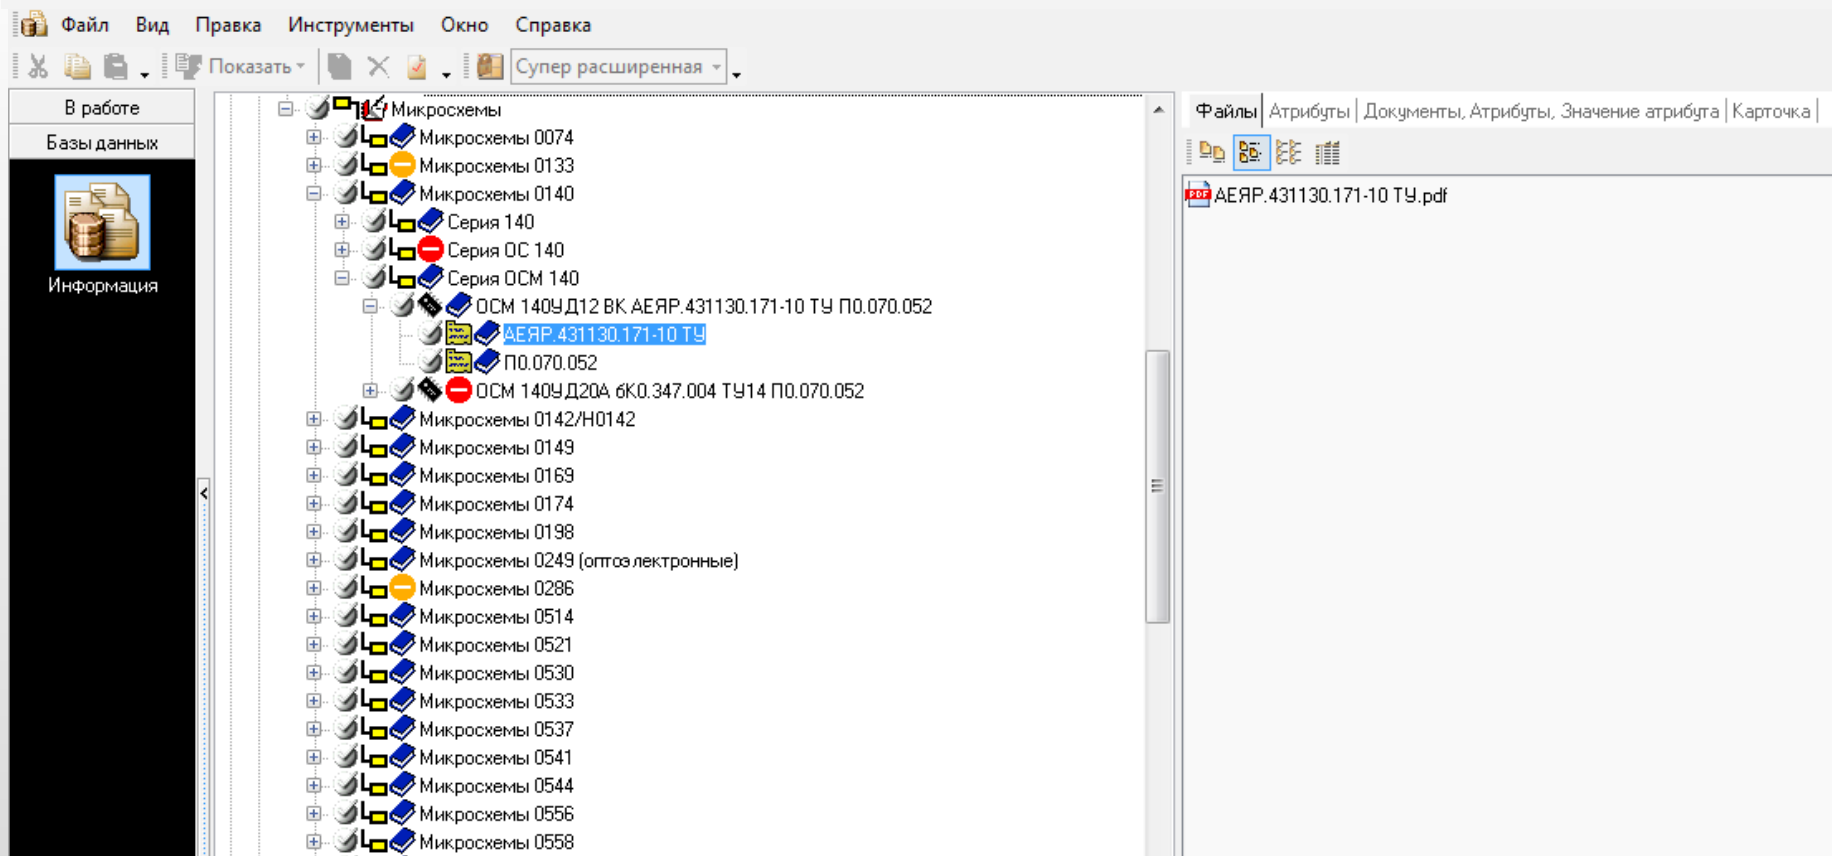 Файл Вид Правка Инструменты Окно Справка
Показать Супер расширенная
В работе
Базы данных
Информация
Микросхемы
Микросхемы 0074
Микросхемы 0133
Микросхемы 0140
Серия 140
Серия ОС 140
Серия ОСМ 140
ОСМ 140УД12 ВК АЕЯР.431130.171-10 ТУ П0.070.052
АЕЯР.431130.171-10 ТУ
П0.070.052
ОСМ 140УД20А бК0.347.004 ТУ14 П0.070.052
Микросхемы 0142/Н0142
Микросхемы 0149
Микросхемы 0169
Микросхемы 0174
Микросхемы 0198
Микросхемы 0249 (оптоэлектронные)
Микросхемы 0286
Микросхемы 0514
Микросхемы 0521
Микросхемы 0530
Микросхемы 0533
Микросхемы 0537
Микросхемы 0541
Микросхемы 0544
Микросхемы 0556
Микросхемы 0558
Файлы Атрибуты Документы, Атрибуты, Значение атрибута Карточка
PDF АЕЯР.431130.171-10 ТУ.pdf